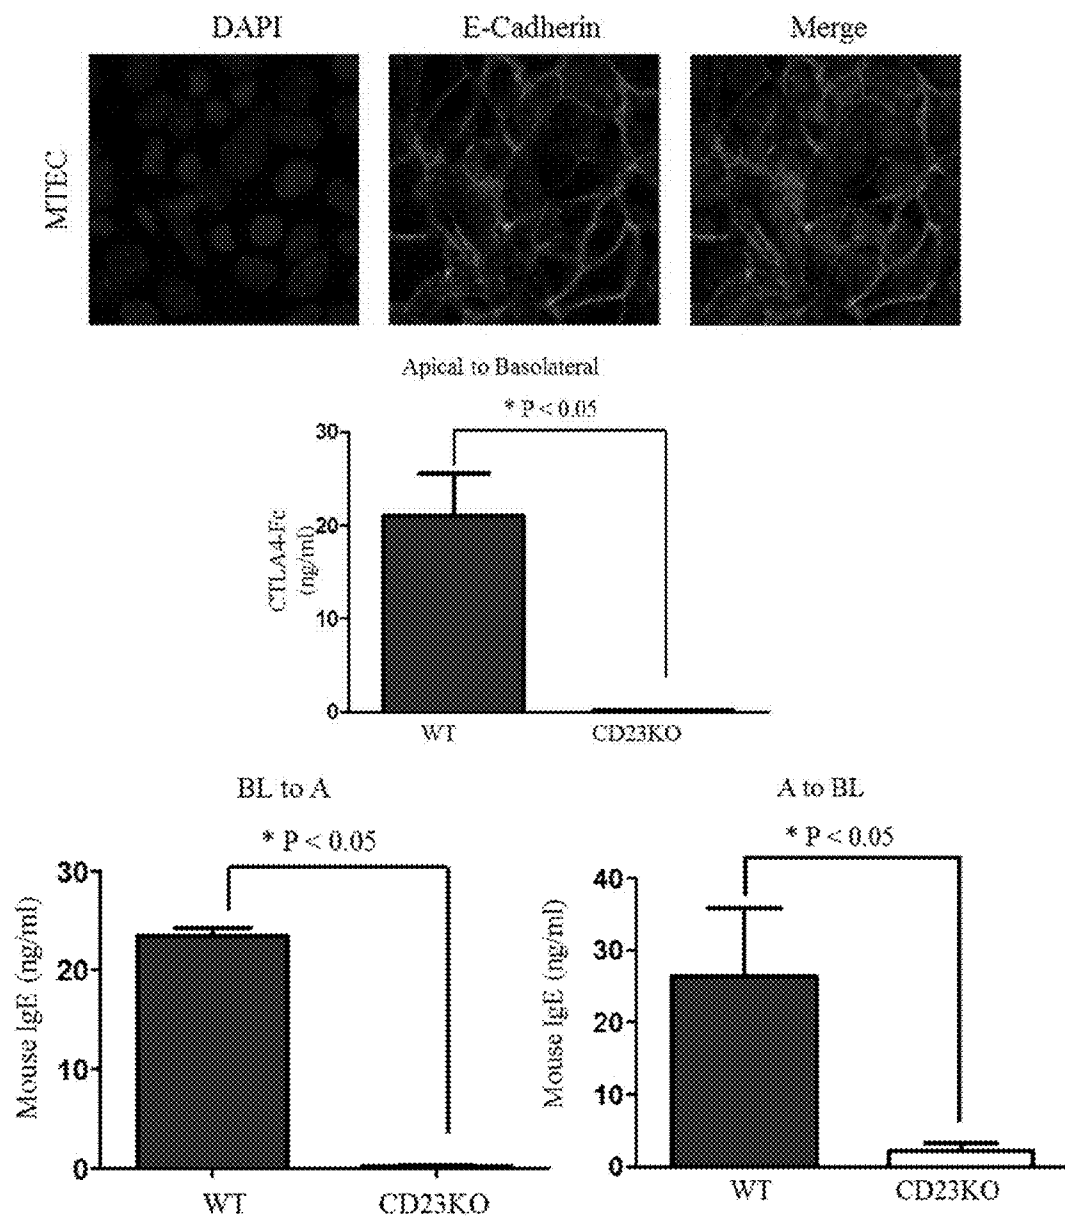 DAPI
E-Cadherin
Merge
MTEC
Apical to Basolateral
* P < 0.05
CTLA4-Fc
(ng/ml)
30
20
10
0
WT
CD23KO
BL to A
* P < 0.05
Mouse IgE (ng/ml)
30
20
10
0
WT
CD23KO
A to BL
* P < 0.05
Mouse IgE (ng/ml)
40
30
20
10
0
WT
CD23KO